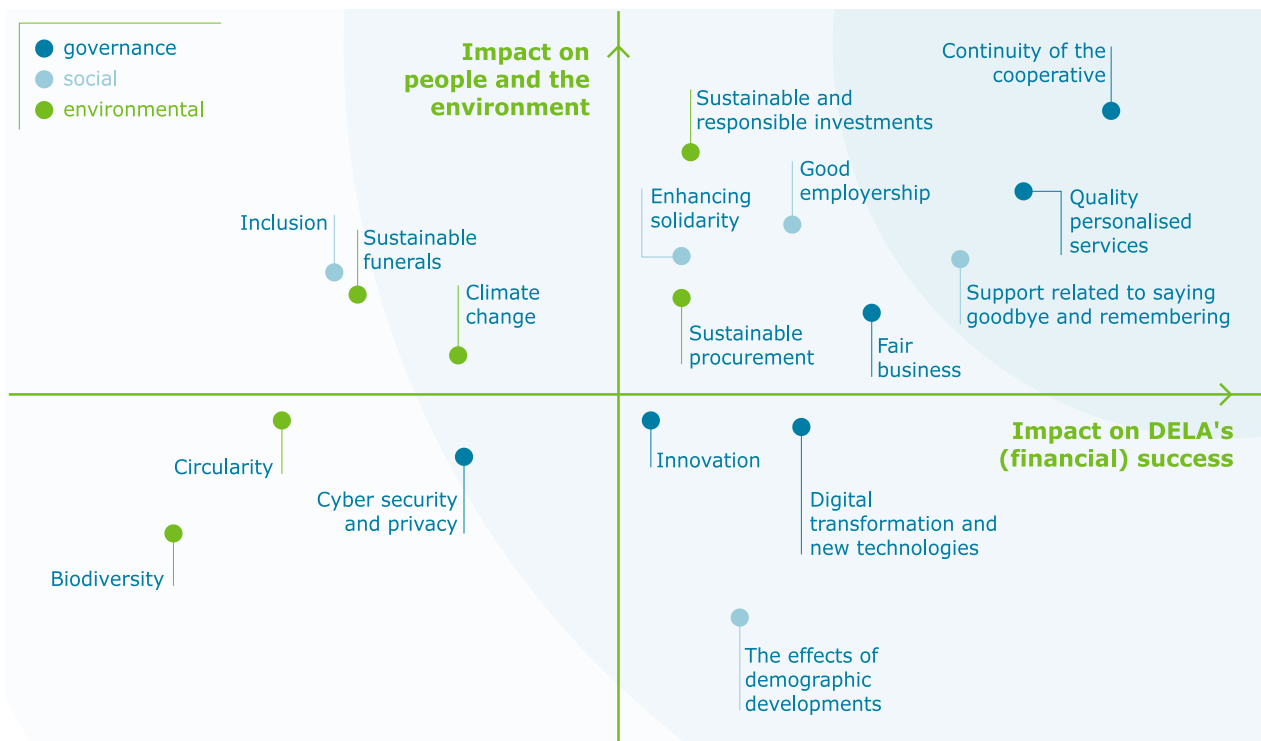 governance
social
environmental
Impact on
people and the
environment
Continuity of the
cooperative
Sustainable and
responsible investments
Good
employership
Enhancing
solidarity
Quality
personalised
services
Inclusion
Sustainable
funerals
Climate
change
Support related to saying
goodbye and remembering
Sustainable
procurement
Fair
business
Impact on DELA's
(financial) success
Circularity
Innovation
Cyber security
and privacy
Digital
transformation and
new technologies
Biodiversity
The effects of
demographic
developments